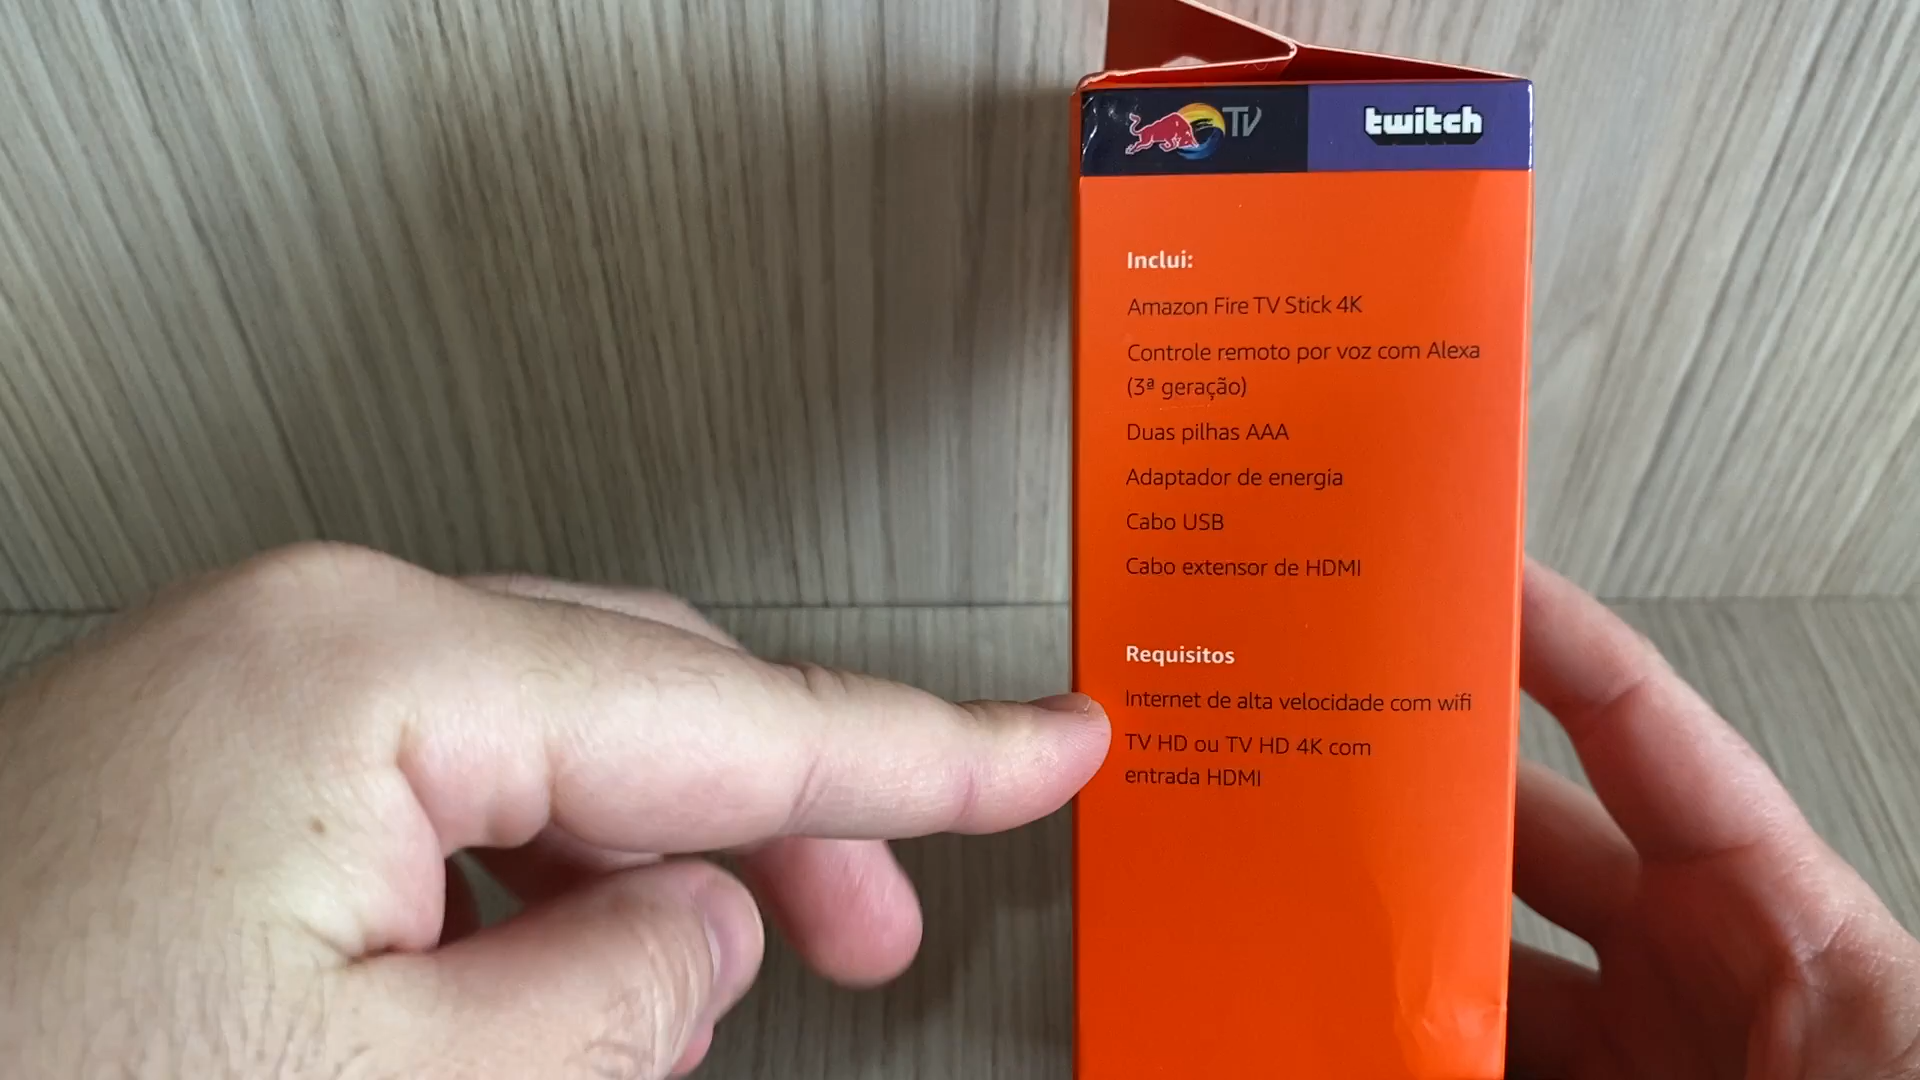 TV
twitch
Inclui:
Amazon Fire TV Stick 4K
Controle remoto por voz com Alexa
(3ª geração)
Duas pilhas AAA
Adaptador de energia
Cabo USB
Cabo extensor de HDMI
Requisitos
Internet de alta velocidade com wifi
TV HD ou TV HD 4K com
entrada HDMI